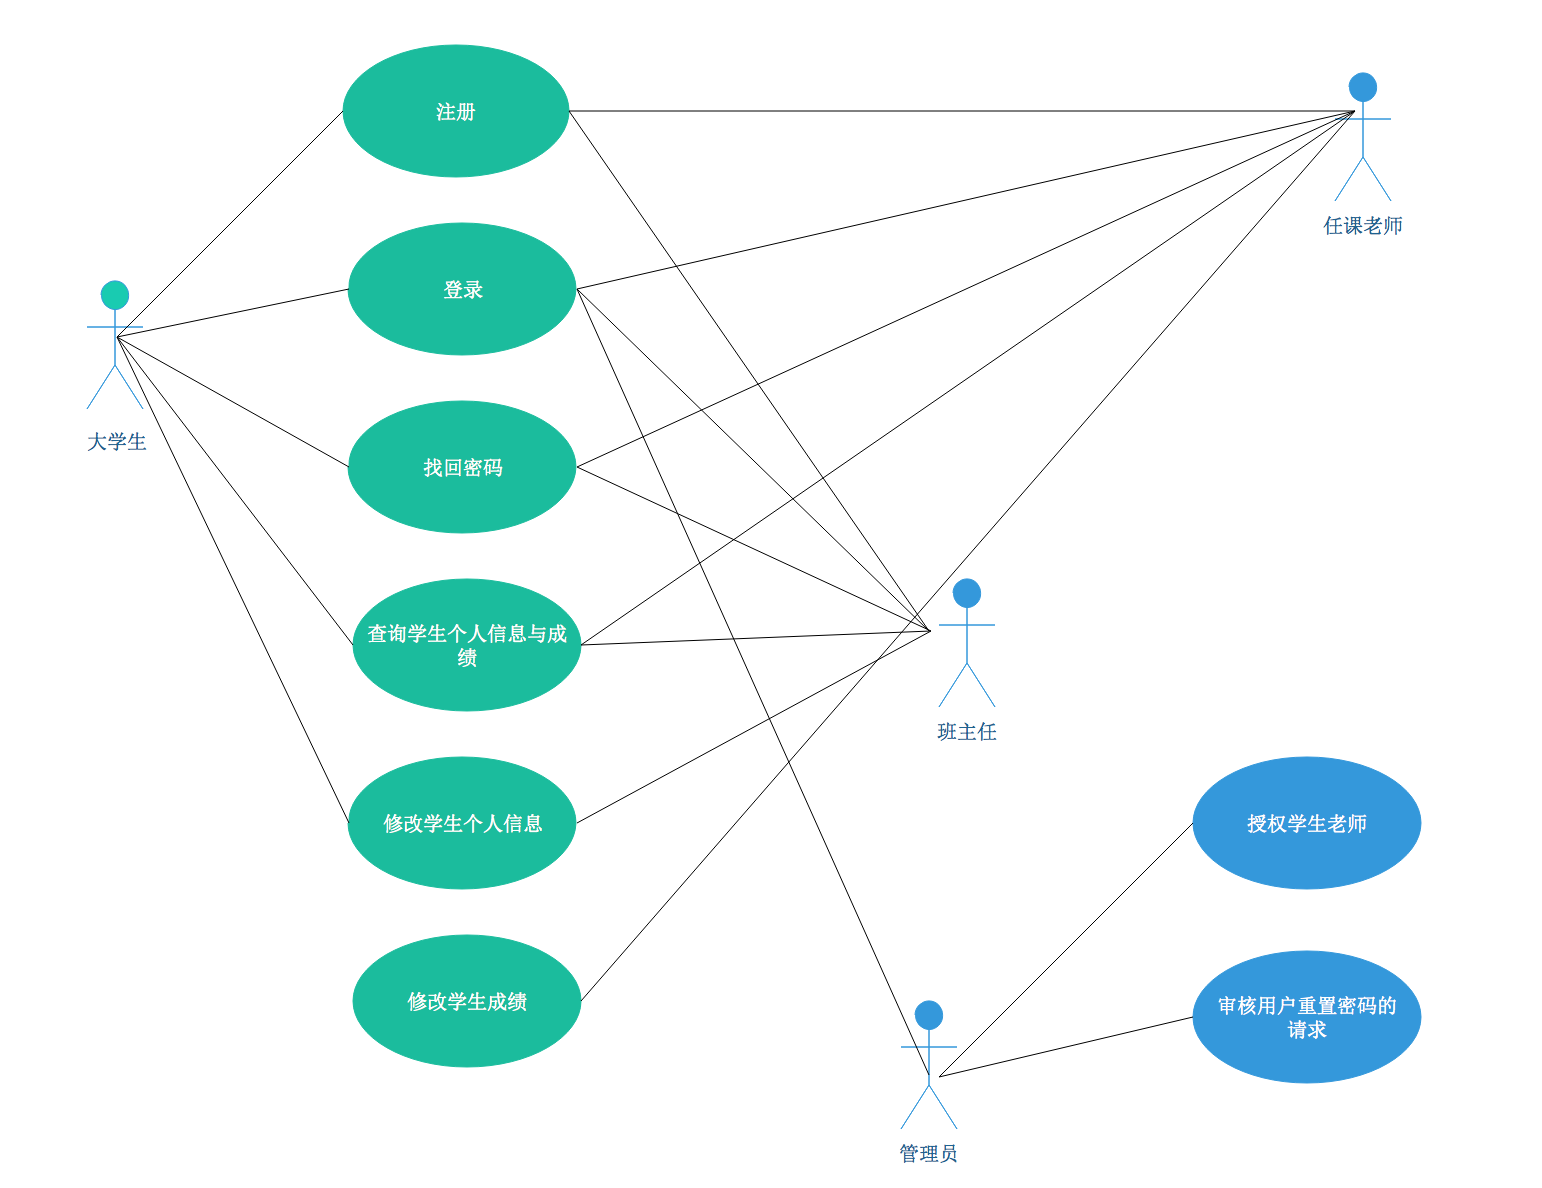 注册
任课老师
登录
大学生
找回密码
查询学生个人信息与成
绩
班主任
修改学生个人信息
授权学生老师
修改学生成绩
审核用户重置密码的
请求
管理员